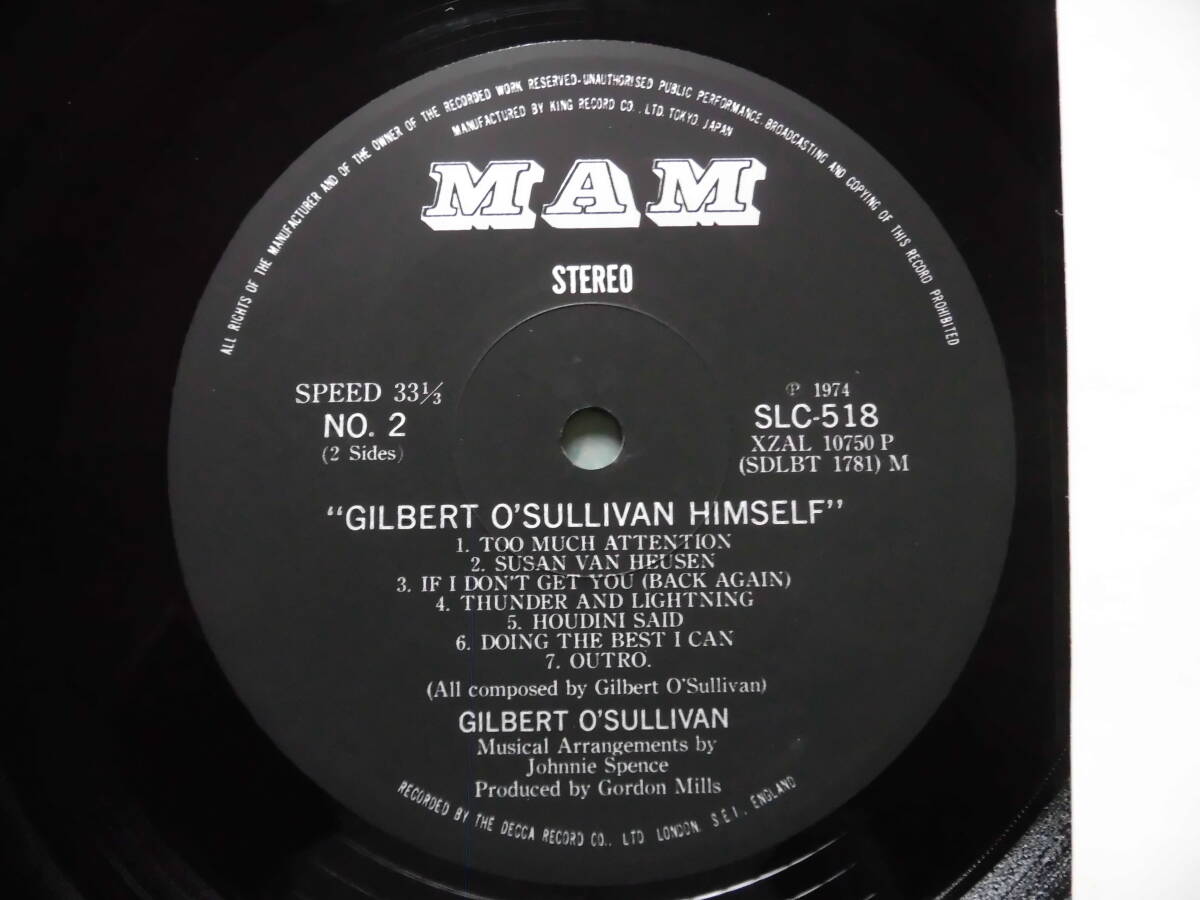 ALL RIGHTS OF THE MANUFACTURER AND OF THE OWNER OF THE RECORDED WORK RESERVED-UNAUTHORISED PUBLIC PERFORMANCE, BROADCASTING AND COPYING OF THIS RECORD PROHIBITED
MANUFACTURED BY KING RECORD CO., LTD. TOKYO. JAPAN
MAM
STEREO
SPEED 33⅓
NO. 2
(2 Sides)
Ⓟ 1974
SLC-518
XZAL 10750 P
(SDLBT 1781) M
"GILBERT O'SULLIVAN HIMSELF"
1. TOO MUCH ATTENTION
2. SUSAN VAN HEUSEN
3. IF I DON'T GET YOU (BACK AGAIN)
4. THUNDER AND LIGHTNING
5. HOUDINI SAID
6. DOING THE BEST I CAN
7. OUTRO.
(All composed by Gilbert O'Sullivan)
GILBERT O'SULLIVAN
Musical Arrangements by
Johnnie Spence
Produced by Gordon Mills
RECORDED BY THE DECCA RECORD CO., LTD LONDON. S.E.1., ENGLAND